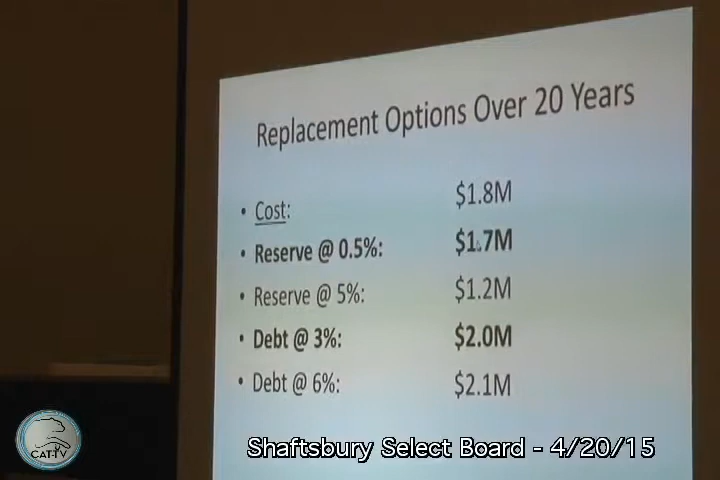 Replacement Options Over 20 Years
• Cost: $1.8M
• Reserve @ 0.5%: $1.7M
• Reserve @ 5%: $1.2M
• Debt @ 3%: $2.0M
• Debt @ 6%: $2.1M
Shaftsbury Select Board - 4/20/15
CAT-TV